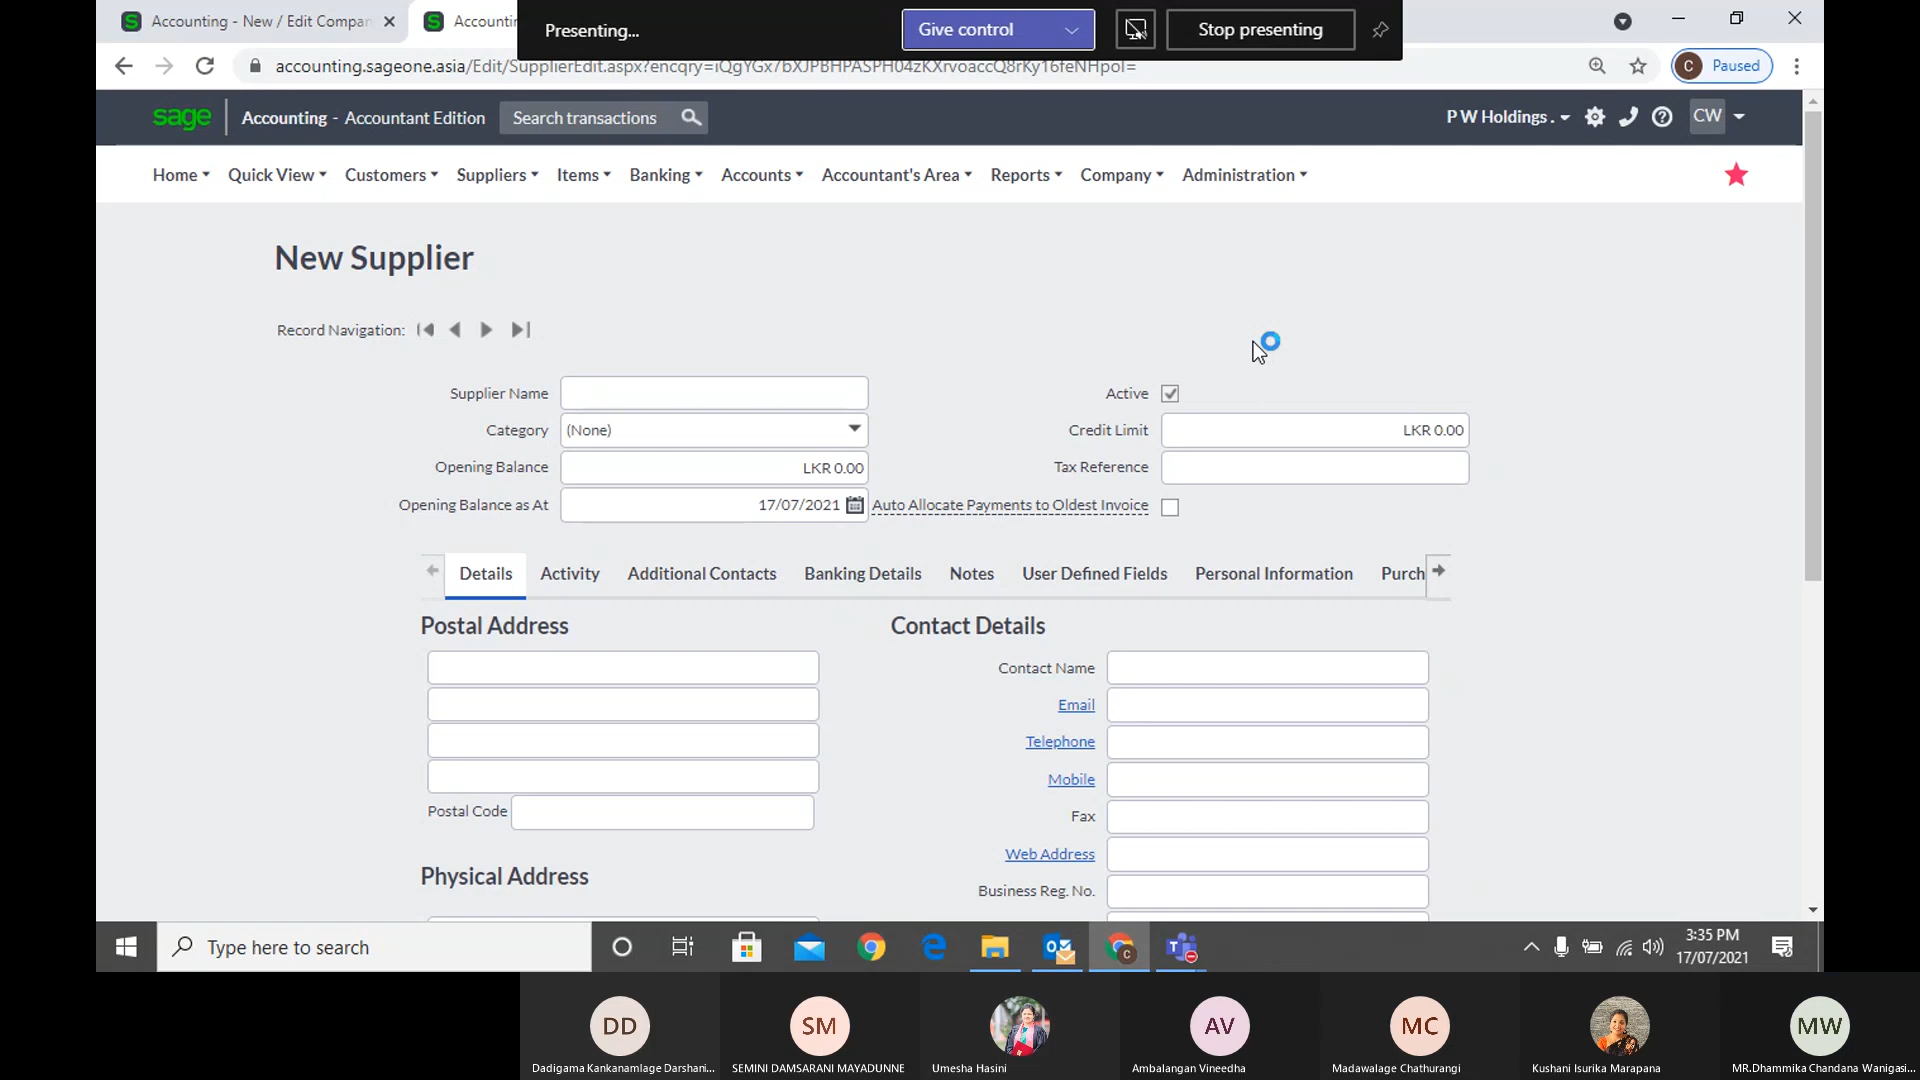 Accounting - New / Edit Compan
Accounting
Presenting...
Give control
Stop presenting
accounting.sageone.asia/Edit/SupplierEdit.aspx?encqry=iQgYGx7bXJPBHPASPH04zKXrvoaccQ8rKy16feNHpoI=
C
Paused
sage
Accounting - Accountant Edition
Search transactions
P W Holdings .
CW
Home
Quick View
Customers
Suppliers
Items
Banking
Accounts
Accountant's Area
Reports
Company
Administration
New Supplier
Record Navigation:
Supplier Name
Active
Category
(None)
Credit Limit
LKR 0.00
Opening Balance
LKR 0.00
Tax Reference
Opening Balance as At
17/07/2021
Auto Allocate Payments to Oldest Invoice
Details
Activity
Additional Contacts
Banking Details
Notes
User Defined Fields
Personal Information
Purch
Postal Address
Contact Details
Contact Name
Email
Telephone
Mobile
Postal Code
Fax
Web Address
Physical Address
Business Reg. No.
Type here to search
3:35 PM
17/07/2021
DD
SM
AV
MC
MW
Dadigama Kankanamlage Darshani...
SEMINI DAMSARANI MAYADUNNE
Umesha Hasini
Ambalangan Vineedha
Madawalage Chathurangi
Kushani Isurika Marapana
MR.Dhammika Chandana Wanigasi...